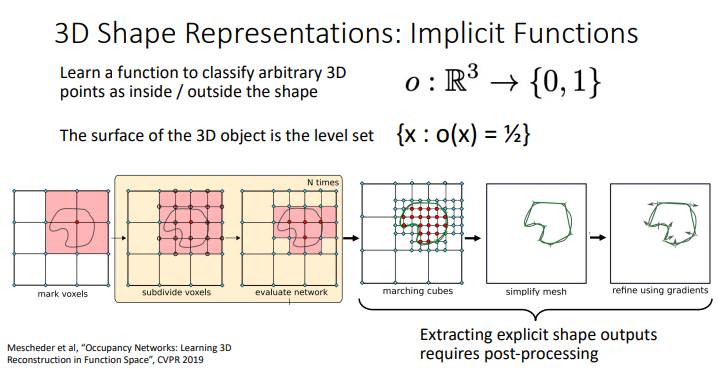 3D Shape Representations: Implicit Functions
Learn a function to classify arbitrary 3D
points as inside / outside the shape
o : ℝ³ → {0, 1}
The surface of the 3D object is the level set {x : o(x) = ½}
N times
mark voxels
subdivide voxels
evaluate network
marching cubes
simplify mesh
refine using gradients
Extracting explicit shape outputs
requires post-processing
Mescheder et al, “Occupancy Networks: Learning 3D
Reconstruction in Function Space”, CVPR 2019